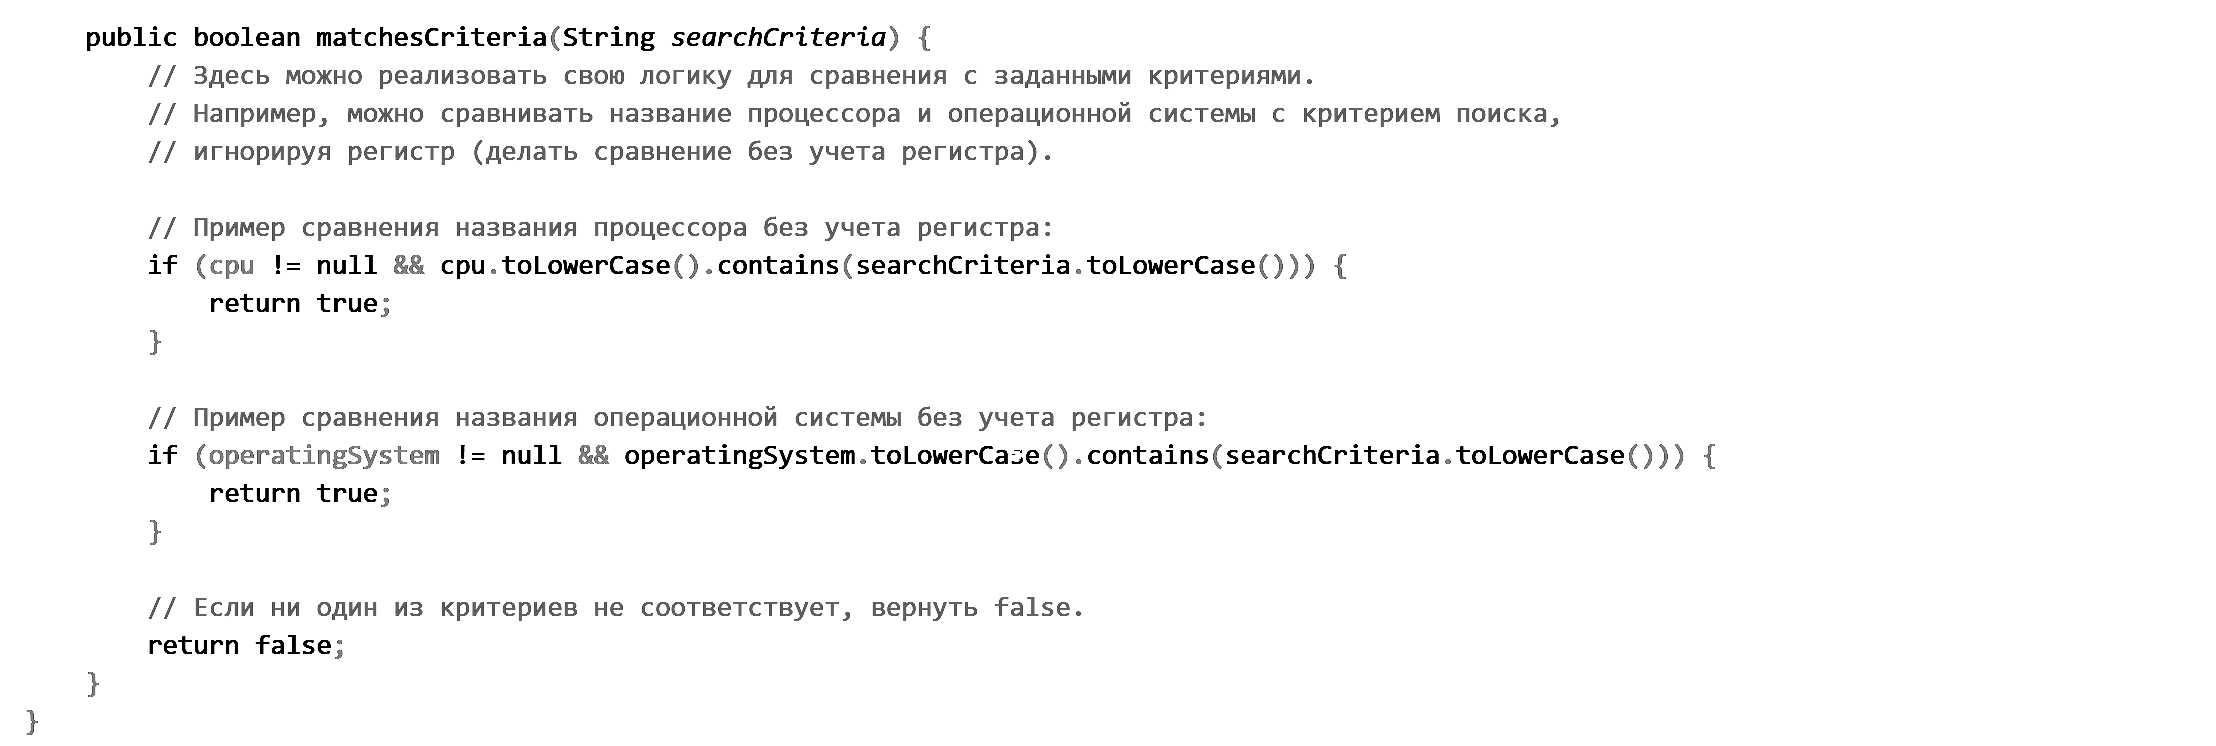 public boolean matchesCriteria(String searchCriteria) {
// Здесь можно реализовать свою логику для сравнения с заданными критериями.
// Например, можно сравнивать название процессора и операционной системы с критерием поиска,
// игнорируя регистр (делать сравнение без учета регистра).
// Пример сравнения названия процессора без учета регистра:
if (cpu != null && cpu.toLowerCase().contains(searchCriteria.toLowerCase())) {
return true;
}
// Пример сравнения названия операционной системы без учета регистра:
if (operatingSystem != null && operatingSystem.toLowerCase().contains(searchCriteria.toLowerCase())) {
return true;
}
// Если ни один из критериев не соответствует, вернуть false.
return false;
}
}